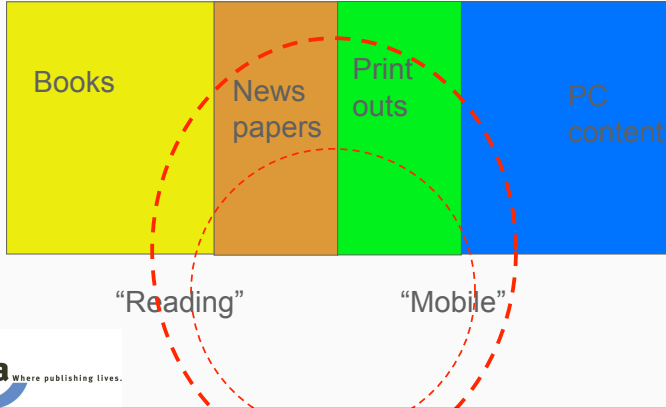 Books
News
papers
Print
outs
PC
content
“Reading”
“Mobile”
a Where publishing lives.